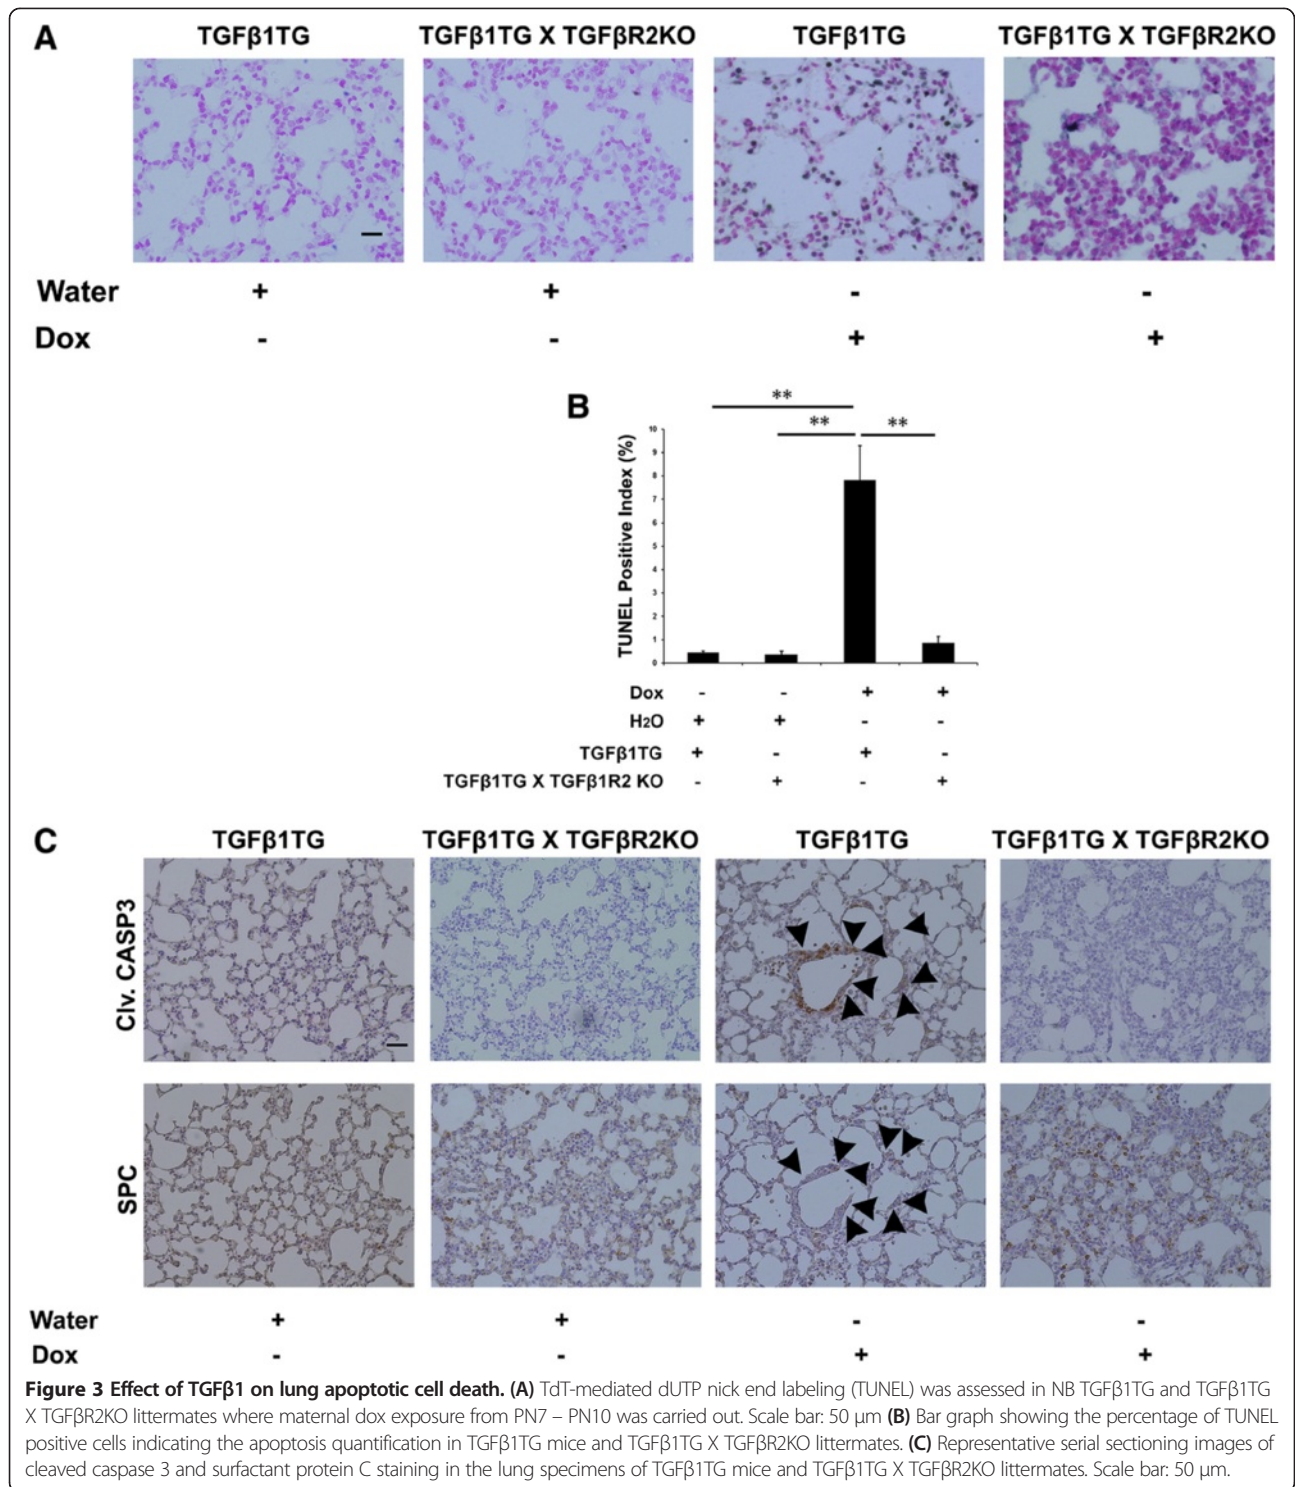 A
TGFβ1TG TGFβ1TG X TGFβR2KO TGFβ1TG TGFβ1TG X TGFβR2KO
Water + + - -
Dox - - + +
B
** 
** **
TUNEL Positive Index (%)
10
9
8
7
6
5
4
3
2
1
0
Dox - - + +
H2O + + - -
TGFβ1TG + - + -
TGFβ1TG X TGFβ1R2 KO - + - +
C
TGFβ1TG TGFβ1TG X TGFβR2KO TGFβ1TG TGFβ1TG X TGFβR2KO
Clv. CASP3
SPC
Water + + - -
Dox - - + +
Figure 3 Effect of TGFβ1 on lung apoptotic cell death. (A) TdT-mediated dUTP nick end labeling (TUNEL) was assessed in NB TGFβ1TG and TGFβ1TG
X TGFβR2KO littermates where maternal dox exposure from PN7 – PN10 was carried out. Scale bar: 50 μm (B) Bar graph showing the percentage of TUNEL
positive cells indicating the apoptosis quantification in TGFβ1TG mice and TGFβ1TG X TGFβR2KO littermates. (C) Representative serial sectioning images of
cleaved caspase 3 and surfactant protein C staining in the lung specimens of TGFβ1TG mice and TGFβ1TG X TGFβR2KO littermates. Scale bar: 50 μm.